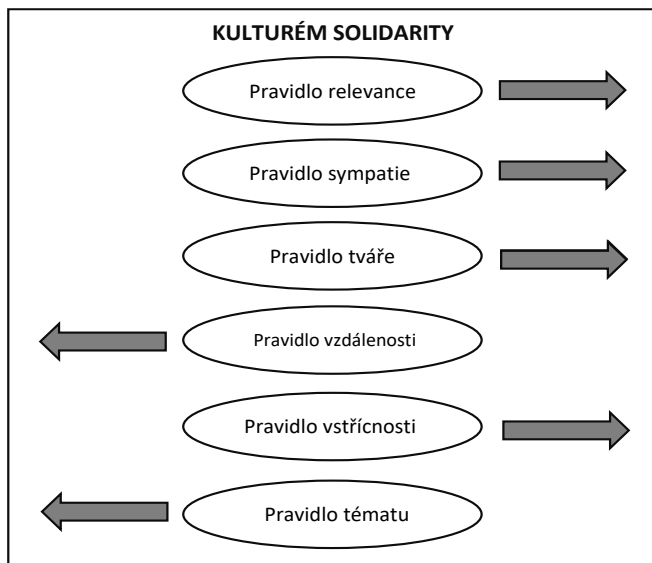 KULTURÉM SOLIDARITY
Pravidlo relevance
Pravidlo sympatie
Pravidlo tváře
Pravidlo vzdálenosti
Pravidlo vstřícnosti
Pravidlo tématu